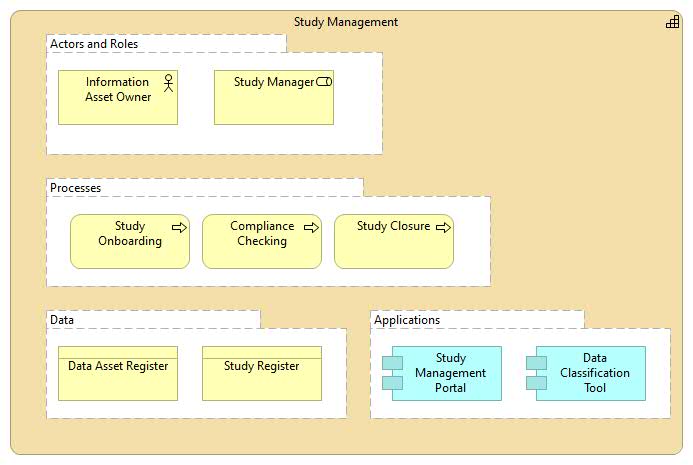 Study Management
Actors and Roles
Information
Asset Owner
Study Manager
Processes
Study
Onboarding
Compliance
Checking
Study Closure
Data
Data Asset Register
Study Register
Applications
Study
Management
Portal
Data
Classification
Tool